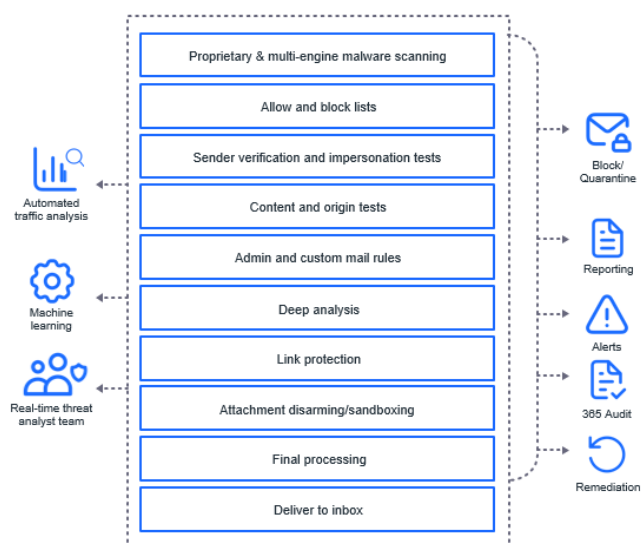 Proprietary & multi-engine malware scanning
Allow and block lists
Sender verification and impersonation tests
Content and origin tests
Admin and custom mail rules
Deep analysis
Link protection
Attachment disarming/sandboxing
Final processing
Deliver to inbox
Automated
traffic analysis
Machine
learning
Real-time threat
analyst team
Block/
Quarantine
Reporting
Alerts
365 Audit
Remediation